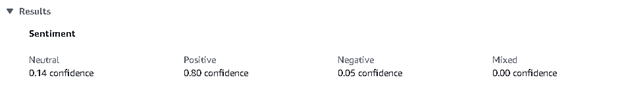 Results
Sentiment
Neutral Positive Negative Mixed
0.14 confidence 0.80 confidence 0.05 confidence 0.00 confidence